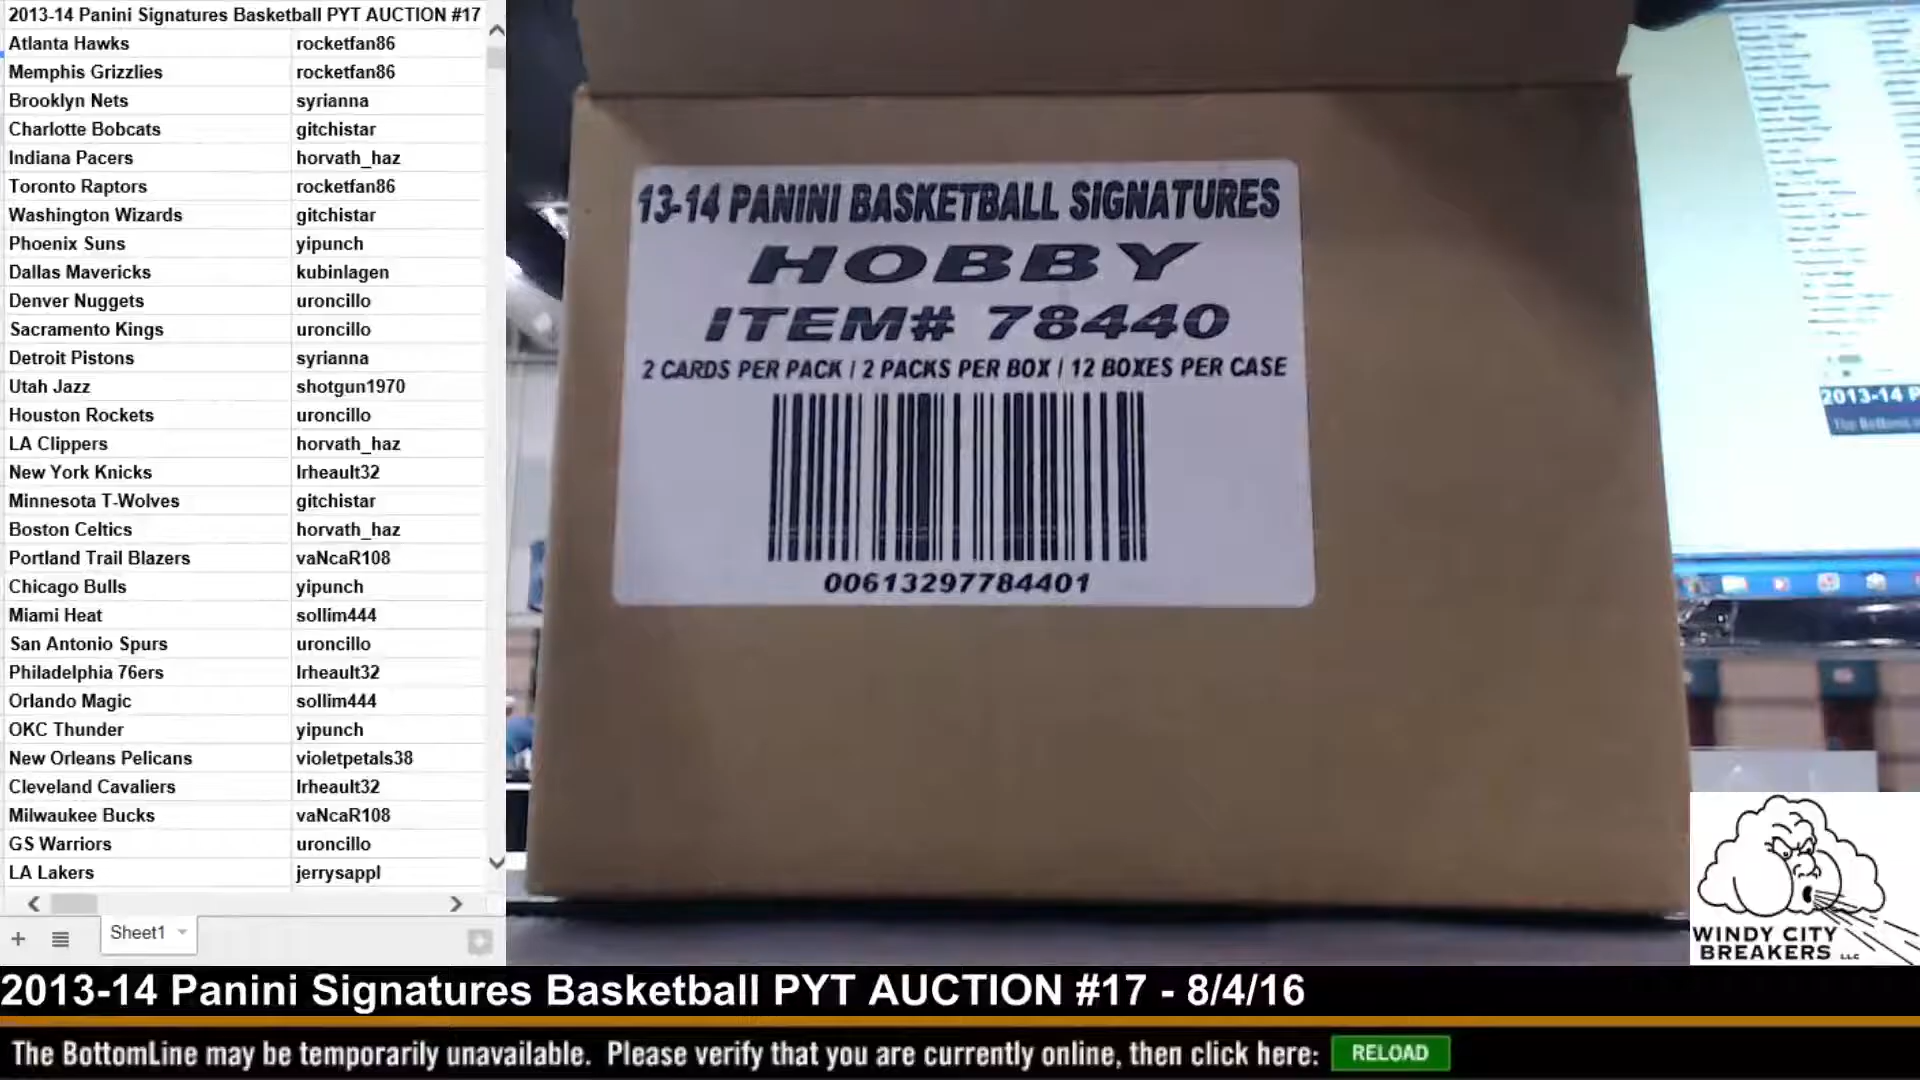 2013-14 Panini Signatures Basketball PYT AUCTION #17
Atlanta Hawks rocketfan86
Memphis Grizzlies rocketfan86
Brooklyn Nets syrianna
Charlotte Bobcats gitchistar
Indiana Pacers horvath_haz
Toronto Raptors rocketfan86
Washington Wizards gitchistar
Phoenix Suns yipunch
Dallas Mavericks kubinlagen
Denver Nuggets uroncillo
Sacramento Kings uroncillo
Detroit Pistons syrianna
Utah Jazz shotgun1970
Houston Rockets uroncillo
LA Clippers horvath_haz
New York Knicks lrheault32
Minnesota T-Wolves gitchistar
Boston Celtics horvath_haz
Portland Trail Blazers vaNcaR108
Chicago Bulls yipunch
Miami Heat sollim444
San Antonio Spurs uroncillo
Philadelphia 76ers lrheault32
Orlando Magic sollim444
OKC Thunder yipunch
New Orleans Pelicans violetpetals38
Cleveland Cavaliers lrheault32
Milwaukee Bucks vaNcaR108
GS Warriors uroncillo
LA Lakers jerrysappl
Sheet1
13-14 PANINI BASKETBALL SIGNATURES
HOBBY
ITEM# 78440
2 CARDS PER PACK / 2 PACKS PER BOX / 12 BOXES PER CASE
00613297784401
2013-14 P
The Bottom
WINDY CITY
BREAKERS LLC
2013-14 Panini Signatures Basketball PYT AUCTION #17 - 8/4/16
The BottomLine may be temporarily unavailable. Please verify that you are currently online, then click here: RELOAD